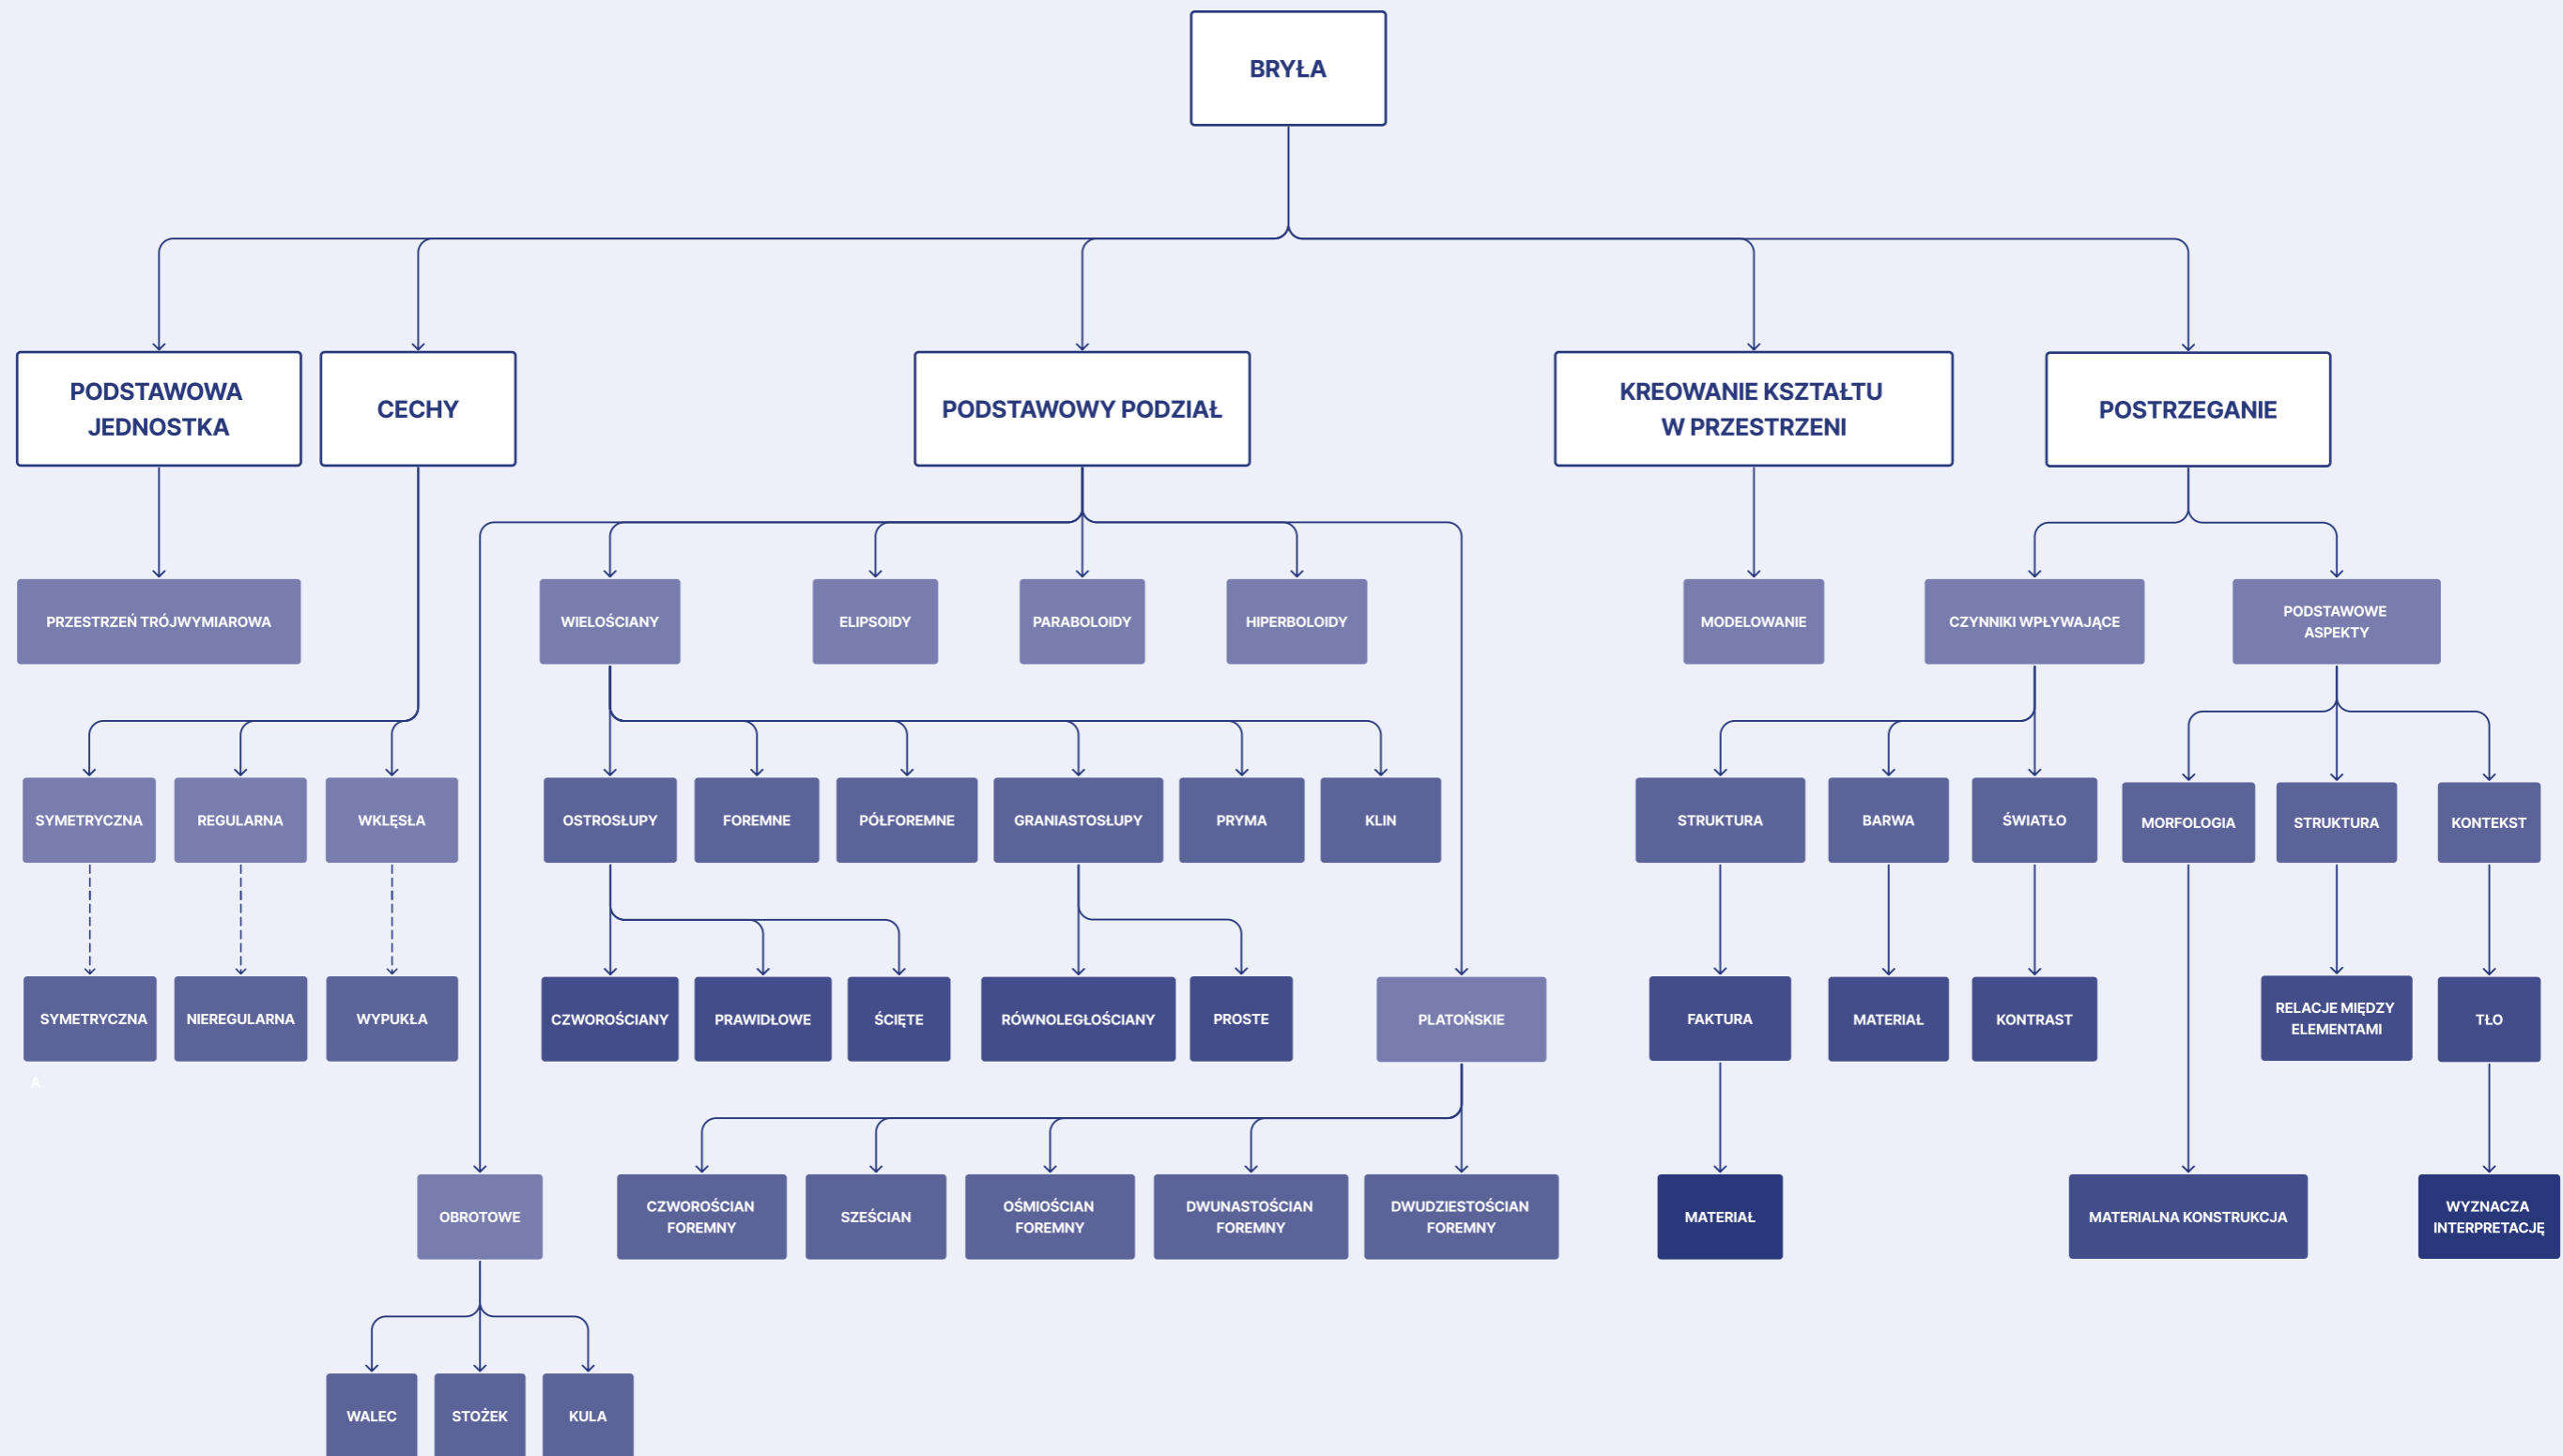 BRYŁA
PODSTAWOWA
JEDNOSTKA
CECHY
PODSTAWOWY PODZIAŁ
KREOWANIE KSZTAŁTU
W PRZESTRZENI
POSTRZEGANIE
PRZESTRZEŃ TRÓJWYMIAROWA
WIELOŚCIANY
ELIPSOIDY
PARABOLOIDY
HIPERBOLOIDY
MODELOWANIE
CZYNNIKI WPŁYWAJĄCE
PODSTAWOWE
ASPEKTY
SYMETRYCZNA
REGULARNA
WKLĘSŁA
OSTROSŁUPY
FOREMNE
PÓŁFOREMNE
GRANIASTOSŁUPY
PRYMA
KLIN
STRUKTURA
BARWA
ŚWIATŁO
MORFOLOGIA
STRUKTURA
KONTEKST
SYMETRYCZNA
A
NIEREGULARNA
WYPUKŁA
CZWOROŚCIANY
PRAWIDŁOWE
ŚCIĘTE
RÓWNOLEGŁOŚCIANY
PROSTE
PLATOŃSKIE
FAKTURA
MATERIAŁ
KONTRAST
RELACJE MIĘDZY
ELEMENTAMI
TŁO
OBROTOWE
CZWOROŚCIAN
FOREMNY
SZEŚCIAN
OŚMIOŚCIAN
FOREMNY
DWUNASTOŚCIAN
FOREMNY
DWUDZIESTOŚCIAN
FOREMNY
MATERIAŁ
MATERIALNA KONSTRUKCJA
WYZNACZA
INTERPRETACJĘ
WALEC
STOŻEK
KULA